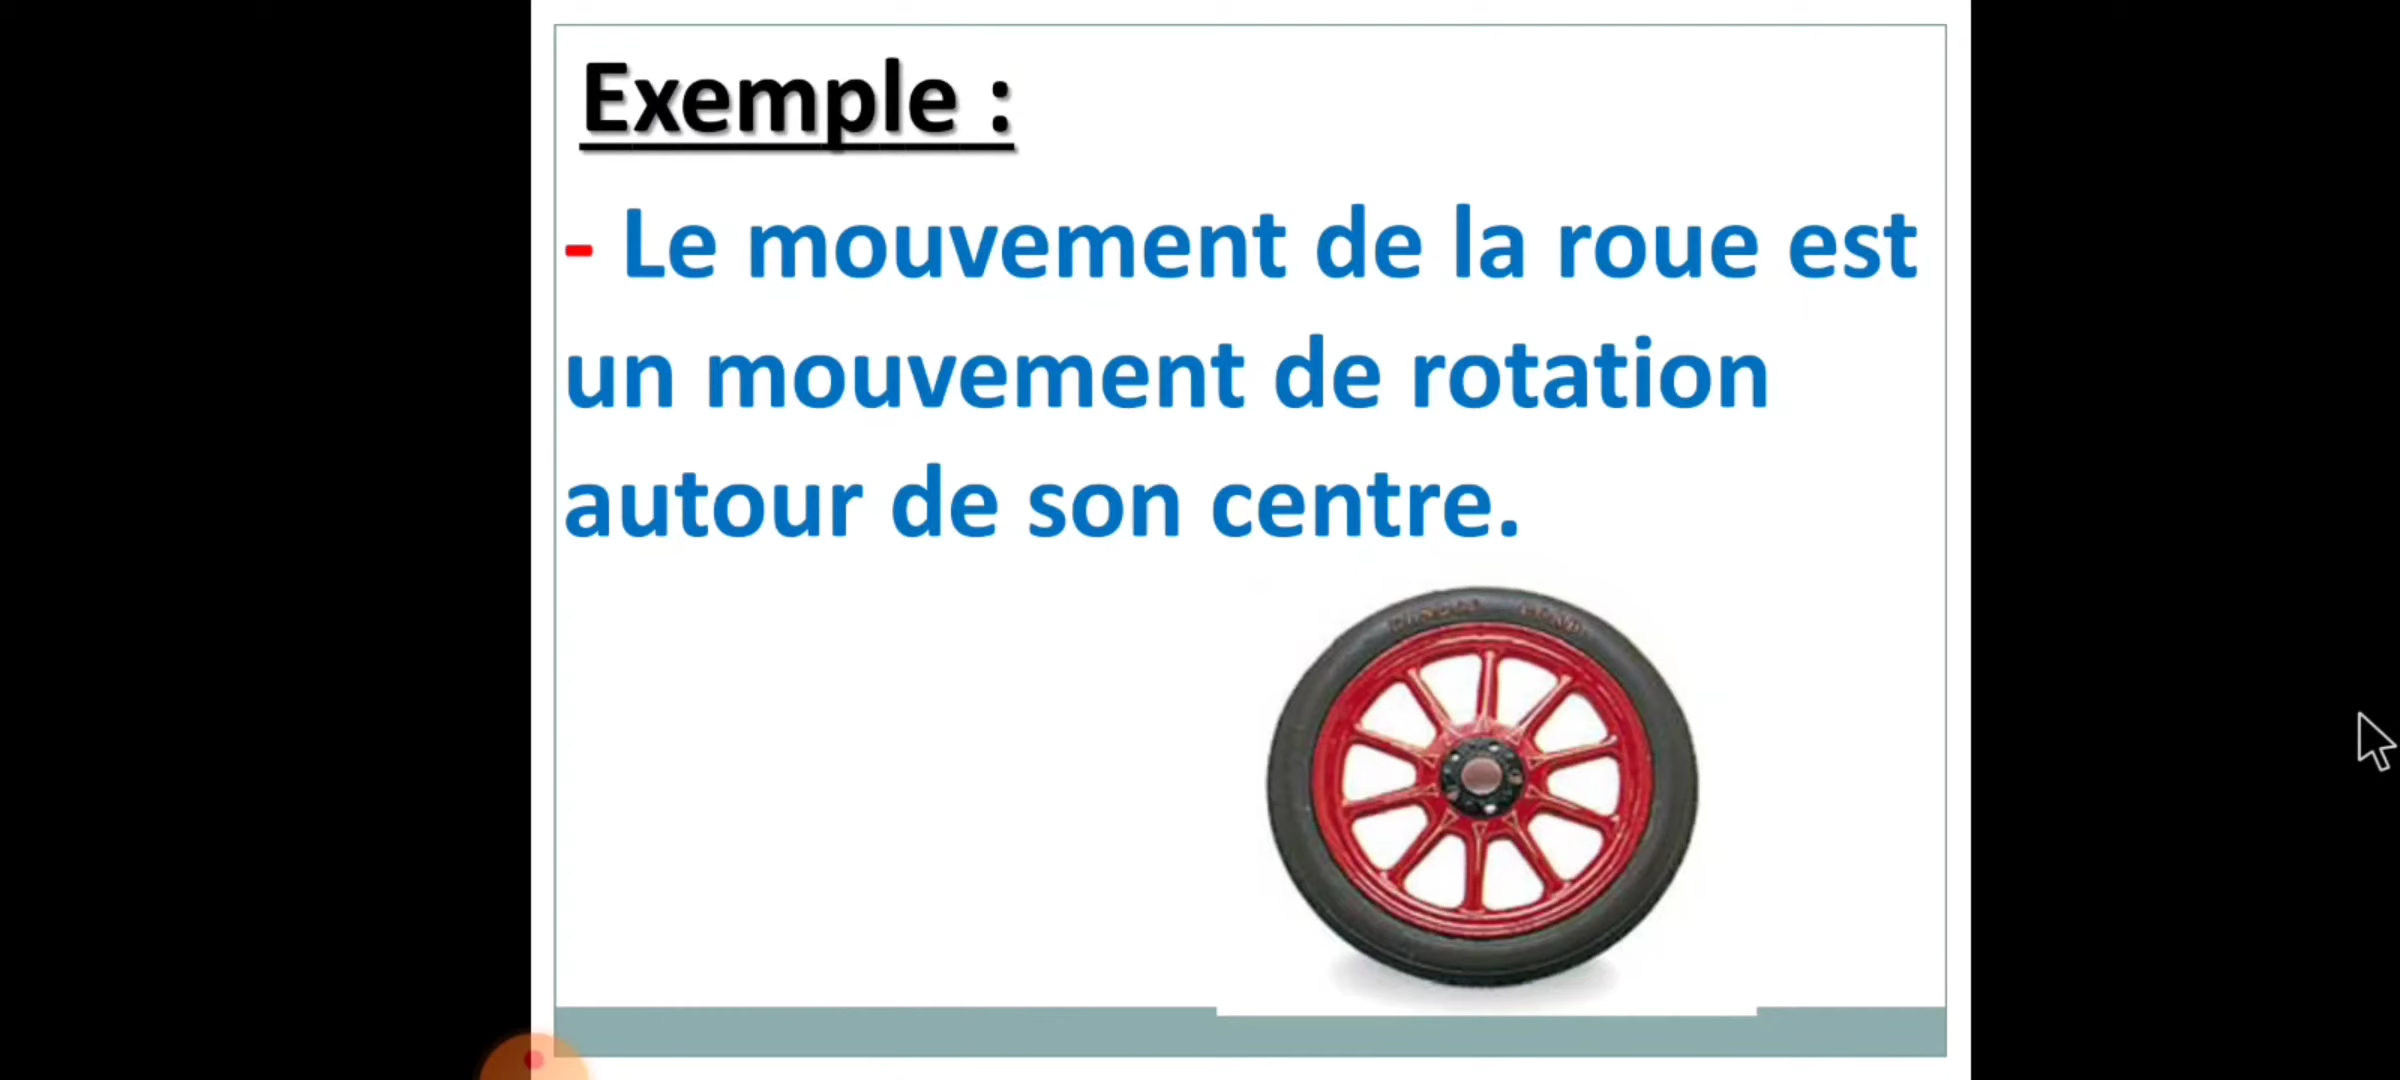 Exemple :
- Le mouvement de la roue est
un mouvement de rotation
autour de son centre.